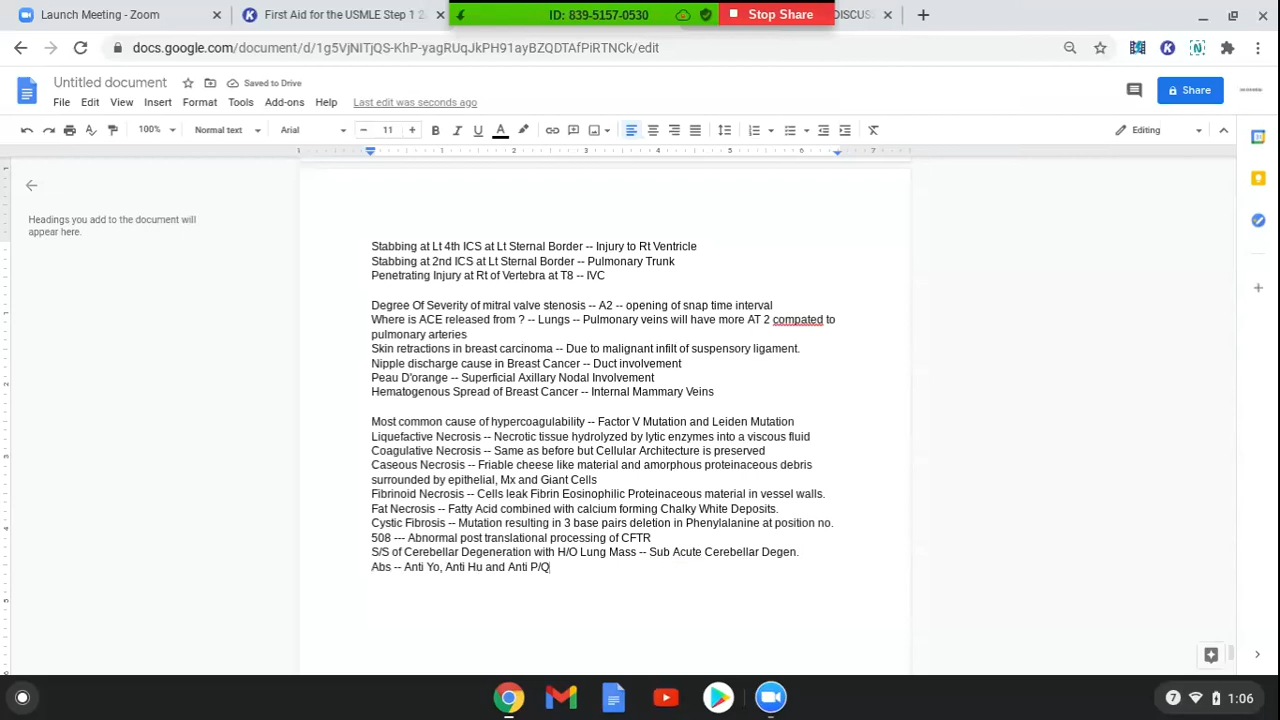 Launch Meeting - Zoom
First Aid for the USMLE Step 1 2
ID: 839-5157-0530
Stop Share
docs.google.com/document/d/1g5VjNITjQS-KhP-yagRUqJkPH91ayBZQDTAfPiRTNCk/edit
Untitled document
Saved to Drive
File Edit View Insert Format Tools Add-ons Help Last edit was seconds ago
Share
100% Normal text Arial 11 Editing
1 1 2 3 4 5 6 7
Headings you add to the document will
appear here.
Stabbing at Lt 4th ICS at Lt Sternal Border -- Injury to Rt Ventricle
Stabbing at 2nd ICS at Lt Sternal Border -- Pulmonary Trunk
Penetrating Injury at Rt of Vertebra at T8 -- IVC
Degree Of Severity of mitral valve stenosis -- A2 -- opening of snap time interval
Where is ACE released from ? -- Lungs -- Pulmonary veins will have more AT 2 compated to
pulmonary arteries
Skin retractions in breast carcinoma -- Due to malignant infilt of suspensory ligament.
Nipple discharge cause in Breast Cancer -- Duct involvement
Peau D'orange -- Superficial Axillary Nodal Involvement
Hematogenous Spread of Breast Cancer -- Internal Mammary Veins
Most common cause of hypercoagulability -- Factor V Mutation and Leiden Mutation
Liquefactive Necrosis -- Necrotic tissue hydrolyzed by lytic enzymes into a viscous fluid
Coagulative Necrosis -- Same as before but Cellular Architecture is preserved
Caseous Necrosis -- Friable cheese like material and amorphous proteinaceous debris
surrounded by epithelial, Mx and Giant Cells
Fibrinoid Necrosis -- Cells leak Fibrin Eosinophilic Proteinaceous material in vessel walls.
Fat Necrosis -- Fatty Acid combined with calcium forming Chalky White Deposits.
Cystic Fibrosis -- Mutation resulting in 3 base pairs deletion in Phenylalanine at position no.
508 --- Abnormal post translational processing of CFTR
S/S of Cerebellar Degeneration with H/O Lung Mass -- Sub Acute Cerebellar Degen.
Abs -- Anti Yo, Anti Hu and Anti P/Q
7 1:06